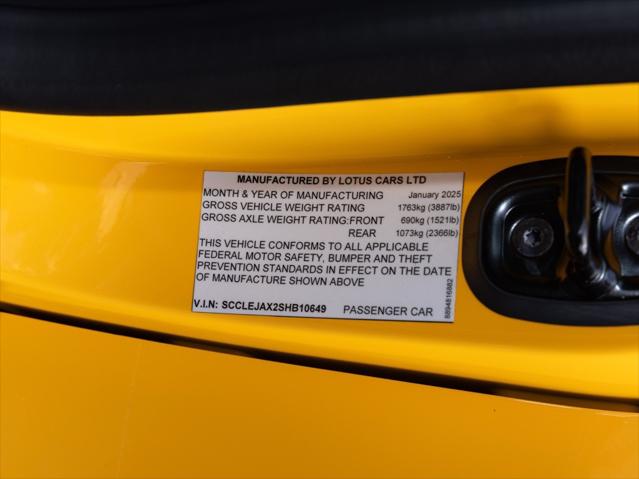 MANUFACTURED BY LOTUS CARS LTD
MONTH & YEAR OF MANUFACTURING January 2025
GROSS VEHICLE WEIGHT RATING 1763kg (3887lb)
GROSS AXLE WEIGHT RATING: FRONT 690kg (1521lb)
REAR 1073kg (2366lb)
THIS VEHICLE CONFORMS TO ALL APPLICABLE
FEDERAL MOTOR SAFETY, BUMPER AND THEFT
PREVENTION STANDARDS IN EFFECT ON THE DATE
OF MANUFACTURE SHOWN ABOVE
V.I.N: SCCLEJAX2SHB10649 PASSENGER CAR